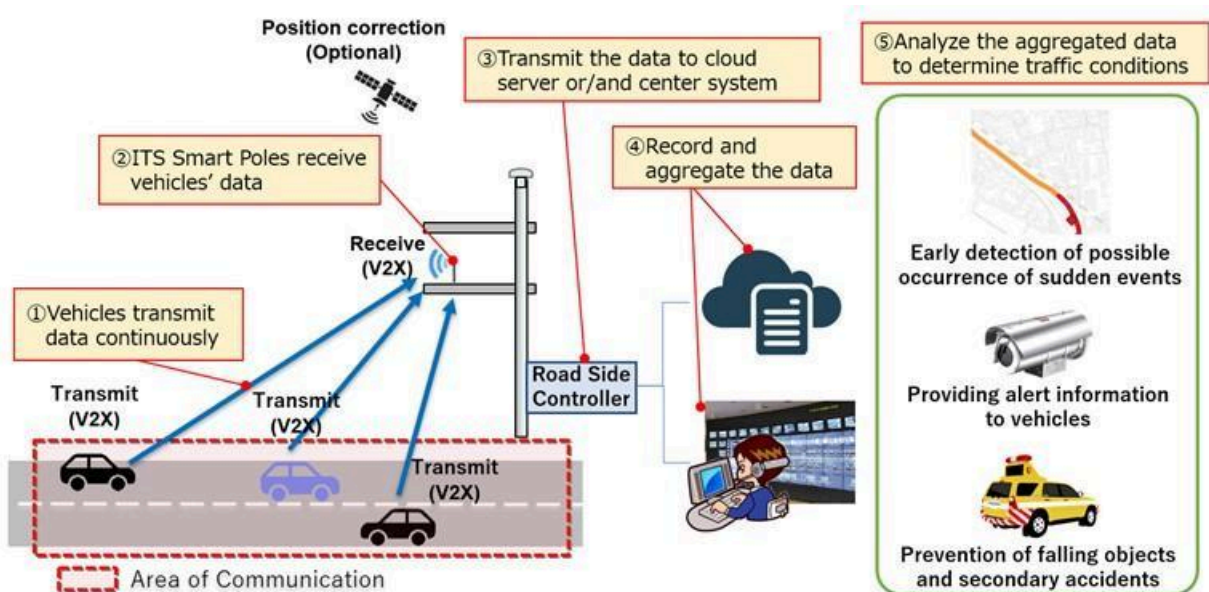 Position correction
(Optional)
③Transmit the data to cloud
server or/and center system
⑤Analyze the aggregated data
to determine traffic conditions
②ITS Smart Poles receive
vehicles’ data
④Record and
aggregate the data
Receive
(V2X)
Early detection of possible
occurrence of sudden events
①Vehicles transmit
data continuously
Road Side
Controller
Providing alert information
to vehicles
Transmit
(V2X)
Transmit
(V2X)
Transmit
(V2X)
Prevention of falling objects
and secondary accidents
Area of Communication